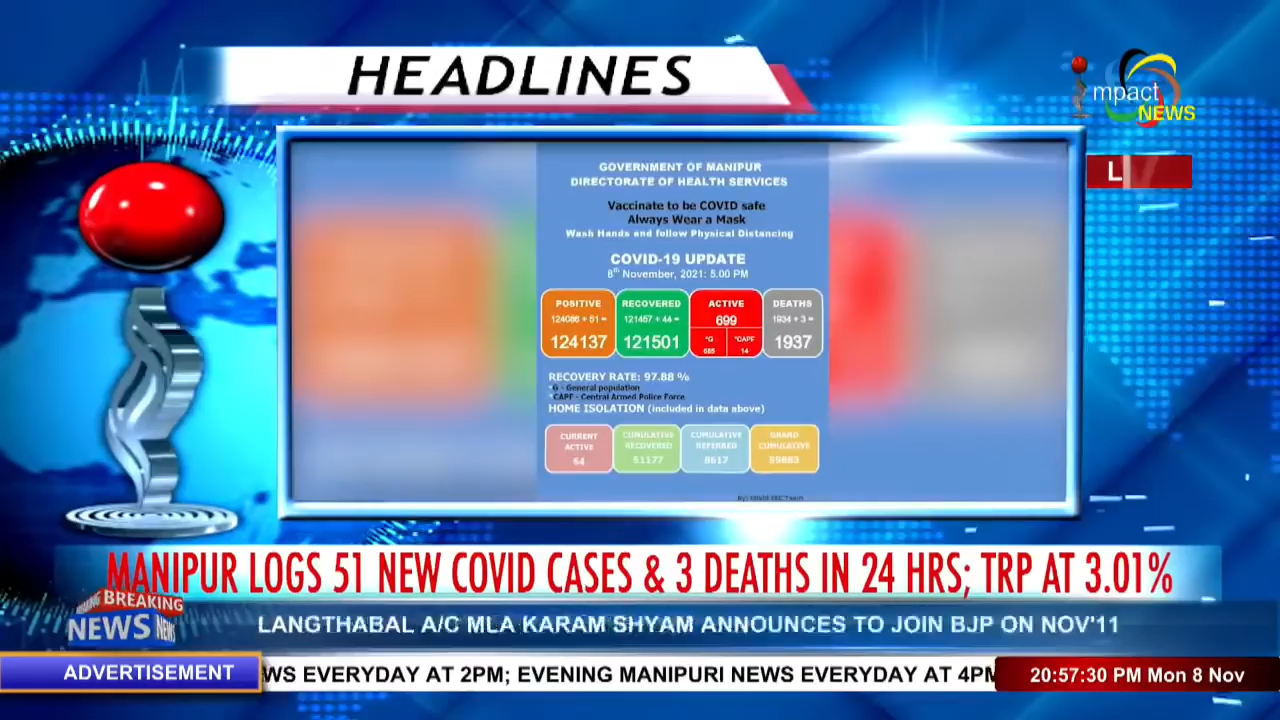 HEADLINES
mpact
NEWS
L
GOVERNMENT OF MANIPUR
DIRECTORATE OF HEALTH SERVICES
Vaccinate to be COVID safe
Always Wear a Mask
Wash Hands and follow Physical Distancing
COVID-19 UPDATE
8th November, 2021: 5.00 PM
POSITIVE
124086 + 51 =
124137
RECOVERED
121457 + 44 =
121501
ACTIVE
699
*G
685
*CAPF
14
DEATHS
1934 + 3 =
1937
RECOVERY RATE: 97.88 %
*G - General population
*CAPF - Central Armed Police Force
HOME ISOLATION (included in data above)
CURRENT
ACTIVE
54
CUMULATIVE
RECOVERED
51177
CUMULATIVE
REFERRED
8617
GRAND
CUMULATIVE
MANIPUR LOGS 51 NEW COVID CASES & 3 DEATHS IN 24 HRS; TRP AT 3.01%
BREAKING
NEWS NEWS
LANGTHABAL A/C MLA KARAM SHYAM ANNOUNCES TO JOIN BJP ON NOV'11
ADVERTISEMENT
WS EVERYDAY AT 2PM; EVENING MANIPURI NEWS EVERYDAY AT 4PM
20:57:30 PM Mon 8 Nov